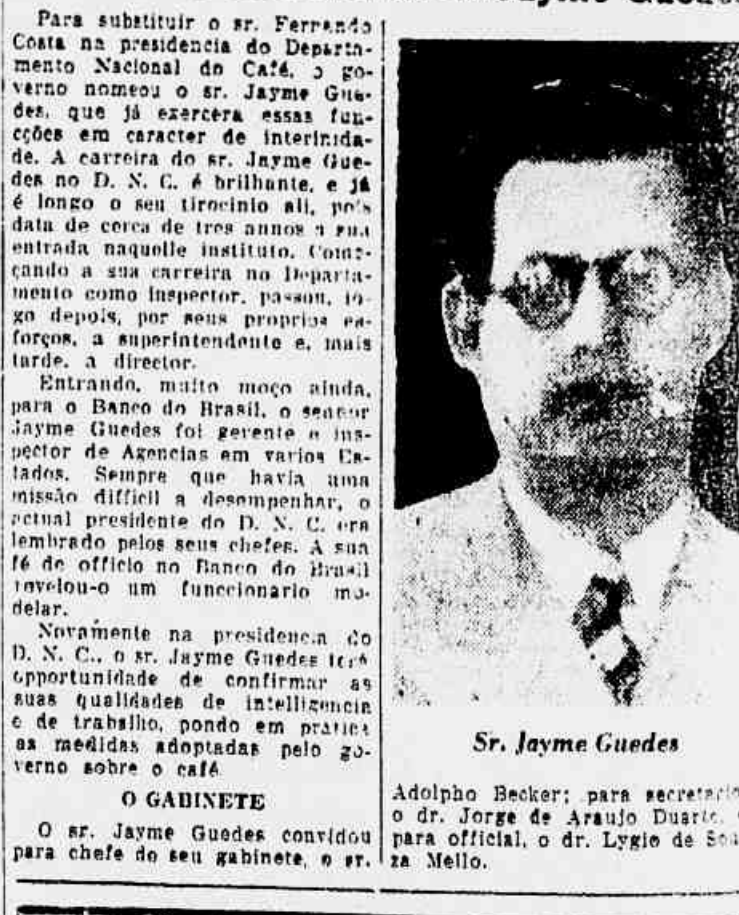 Para substituir o sr. Fernando
Costa na presidencia do Departa-
mento Nacional do Café, o go-
verno nomeou o sr. Jayme Gue-
des, que já exercera essas fun-
cções em caracter de interinida-
de. A carreira do sr. Jayme Gue-
des no D. N. C. é brilhante, e já
é longo o seu tirocinio ali, pois
data de cerca de tres annos a sua
entrada naquelle instituto. Come-
çando a sua carreira no Departa-
mento como inspector, passou, lo-
go depois, por seus proprios es-
forços, a superintendente e, mais
tarde, a director.
Entrando, muito moço ainda,
para o Banco do Brasil, o senhor
Jayme Guedes foi gerente e ins-
pector de Agencias em varios Es-
tados. Sempre que havia uma
missão difficil a desempenhar, o
actual presidente do D. N. C. era
lembrado pelos seus chefes. A sua
fé de officio no Banco do Brasil
revelou-o um funccionario mo-
delar.
Novamente na presidencia do
D. N. C., o sr. Jayme Guedes terá
opportunidade de confirmar as
suas qualidades de intelligencia
e de trabalho, pondo em pratica
as medidas adoptadas pelo go-
verno sobre o café
O GABINETE
O sr. Jayme Guedes convidou
para chefe do seu gabinete, o sr.
Sr. Jayme Guedes
Adolpho Becker; para secretario
o dr. Jorge de Araujo Duarte,
para official, o dr. Lygio de Sou-
za Mello.